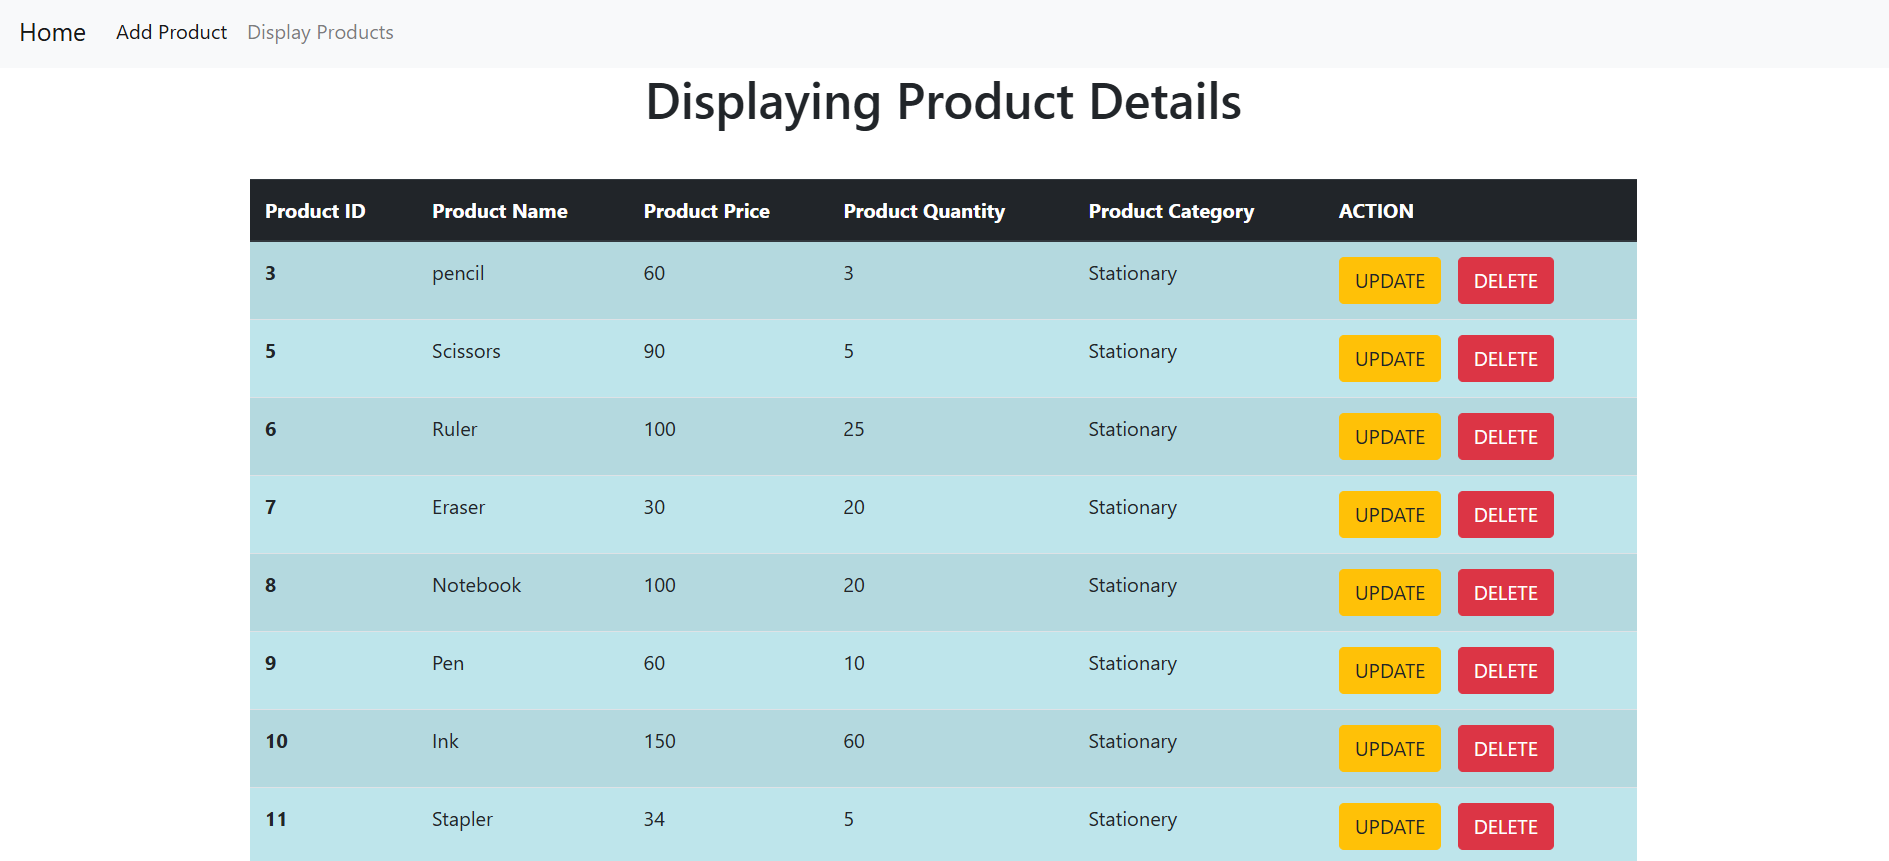 Home Add Product Display Products
Displaying Product Details
Product ID Product Name Product Price Product Quantity Product Category ACTION
3 pencil 60 3 Stationary UPDATE DELETE
5 Scissors 90 5 Stationary UPDATE DELETE
6 Ruler 100 25 Stationary UPDATE DELETE
7 Eraser 30 20 Stationary UPDATE DELETE
8 Notebook 100 20 Stationary UPDATE DELETE
9 Pen 60 10 Stationary UPDATE DELETE
10 Ink 150 60 Stationary UPDATE DELETE
11 Stapler 34 5 Stationery UPDATE DELETE